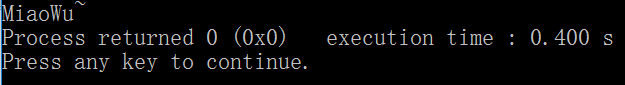 MiaoWu~
Process returned 0 (0x0)   execution time : 0.400 s
Press any key to continue.